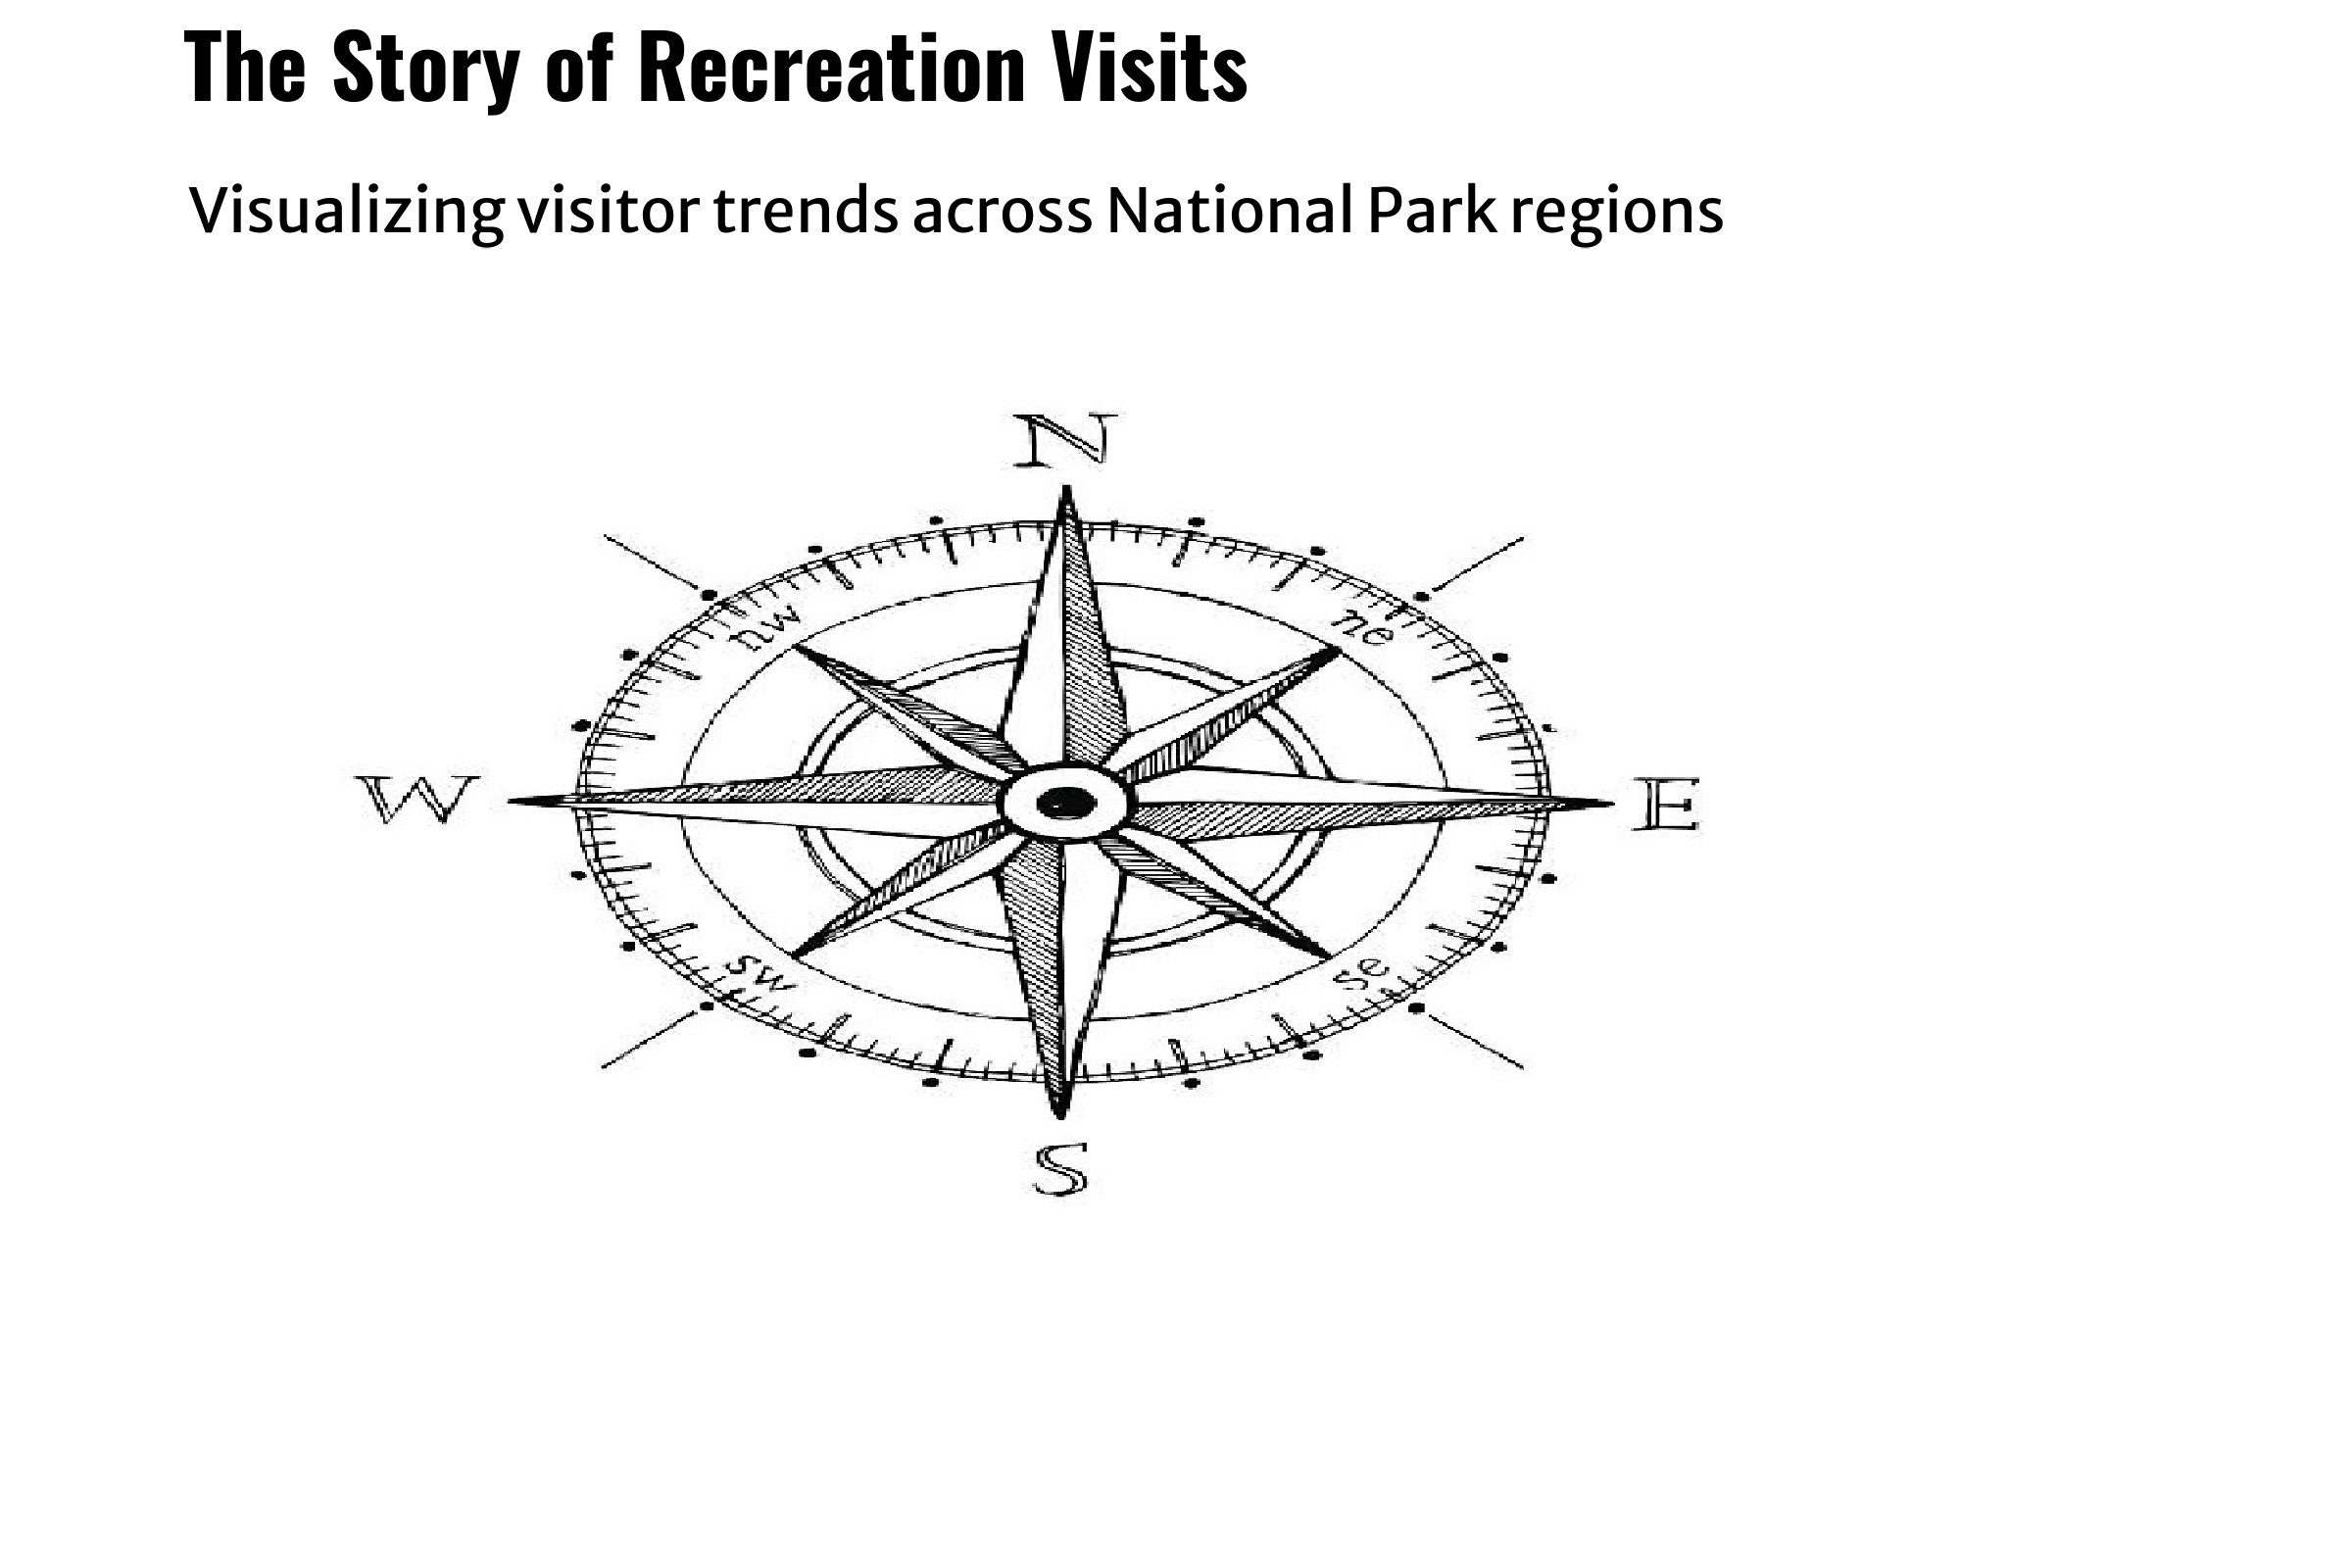 The Story of Recreation Visits
Visualizing visitor trends across National Park regions
N
nw
ne
W
E
sw
se
S